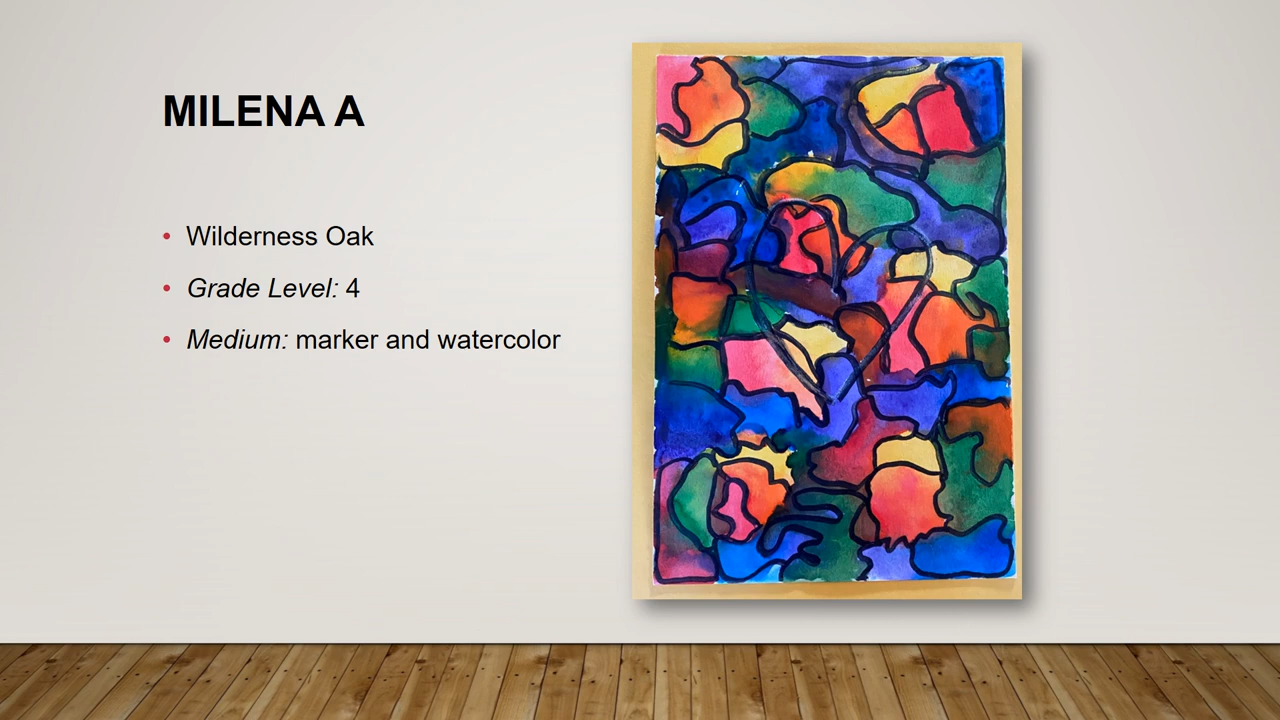 MILENA A
• Wilderness Oak
• Grade Level: 4
• Medium: marker and watercolor